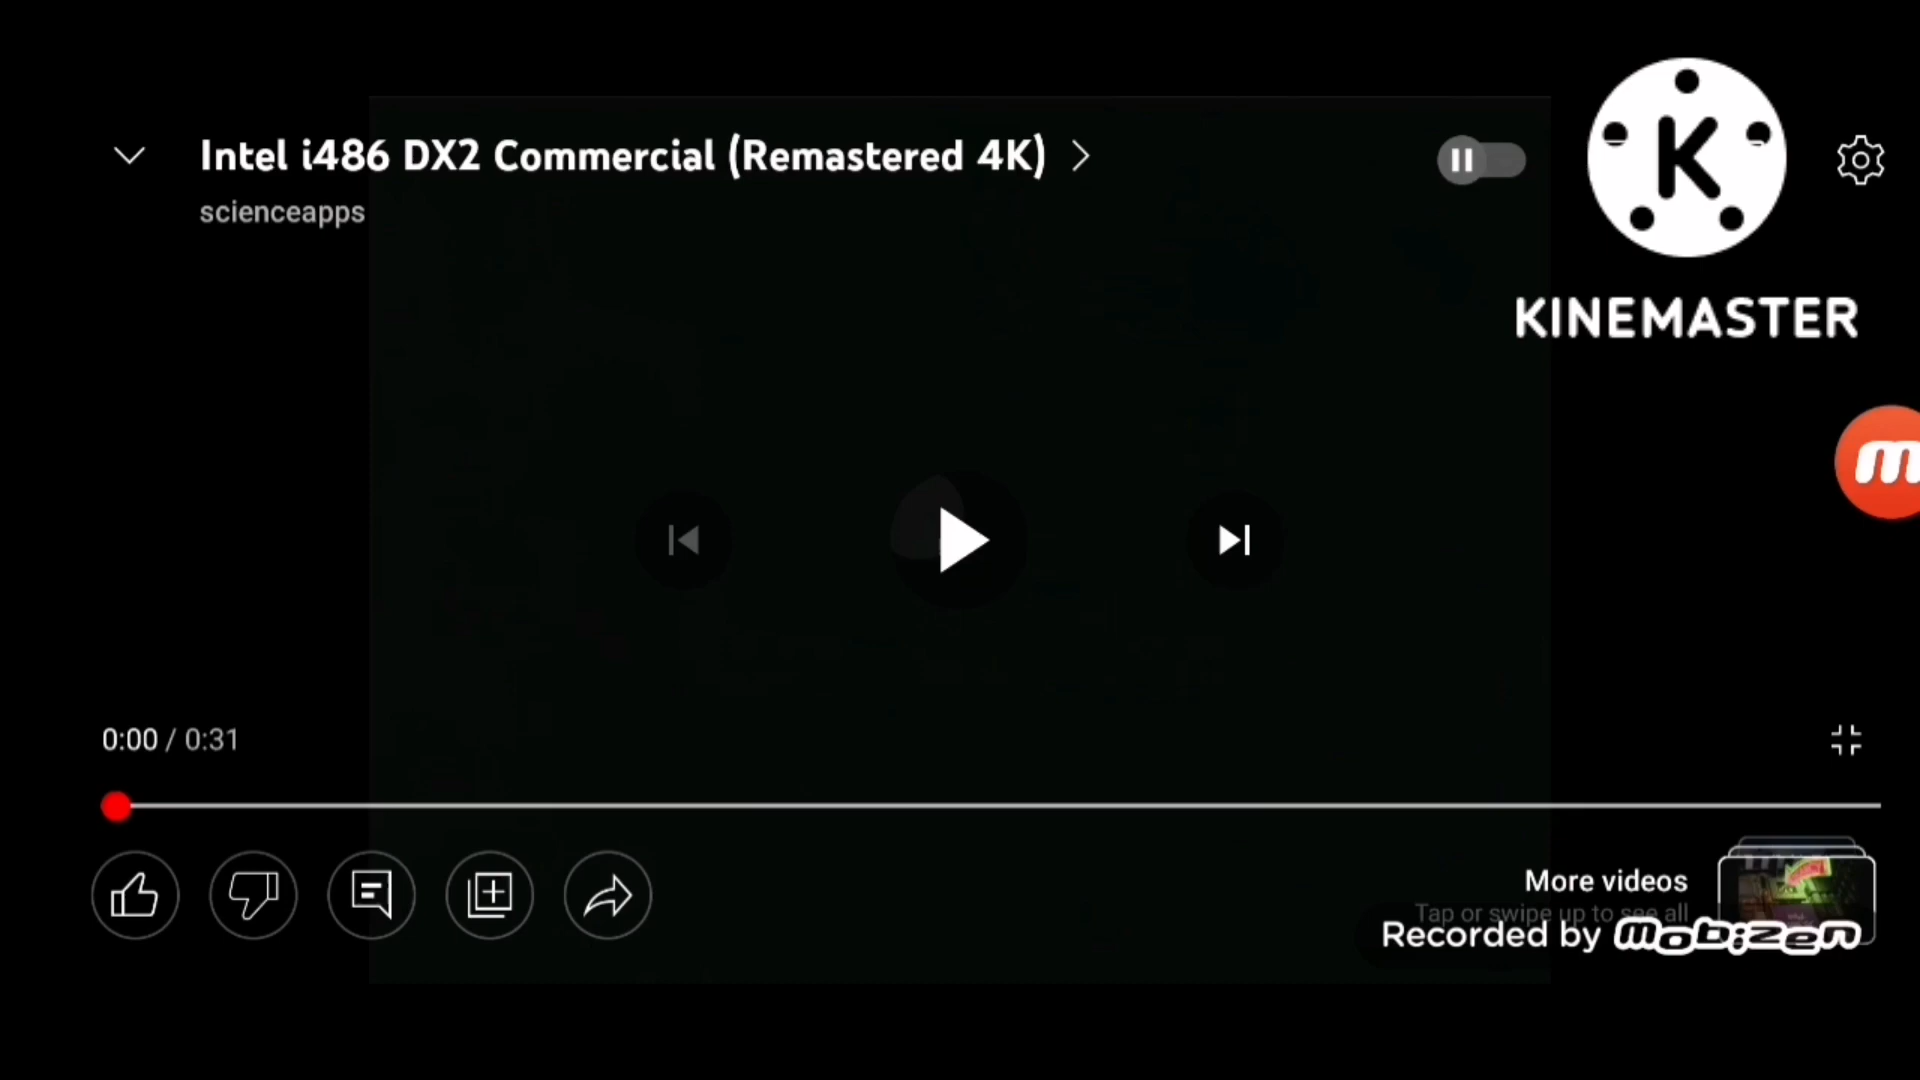 Intel i486 DX2 Commercial (Remastered 4K)
scienceapps
K
KINEMASTER
m
0:00 / 0:31
More videos
Tap or swipe up to see all
Recorded by mobizen